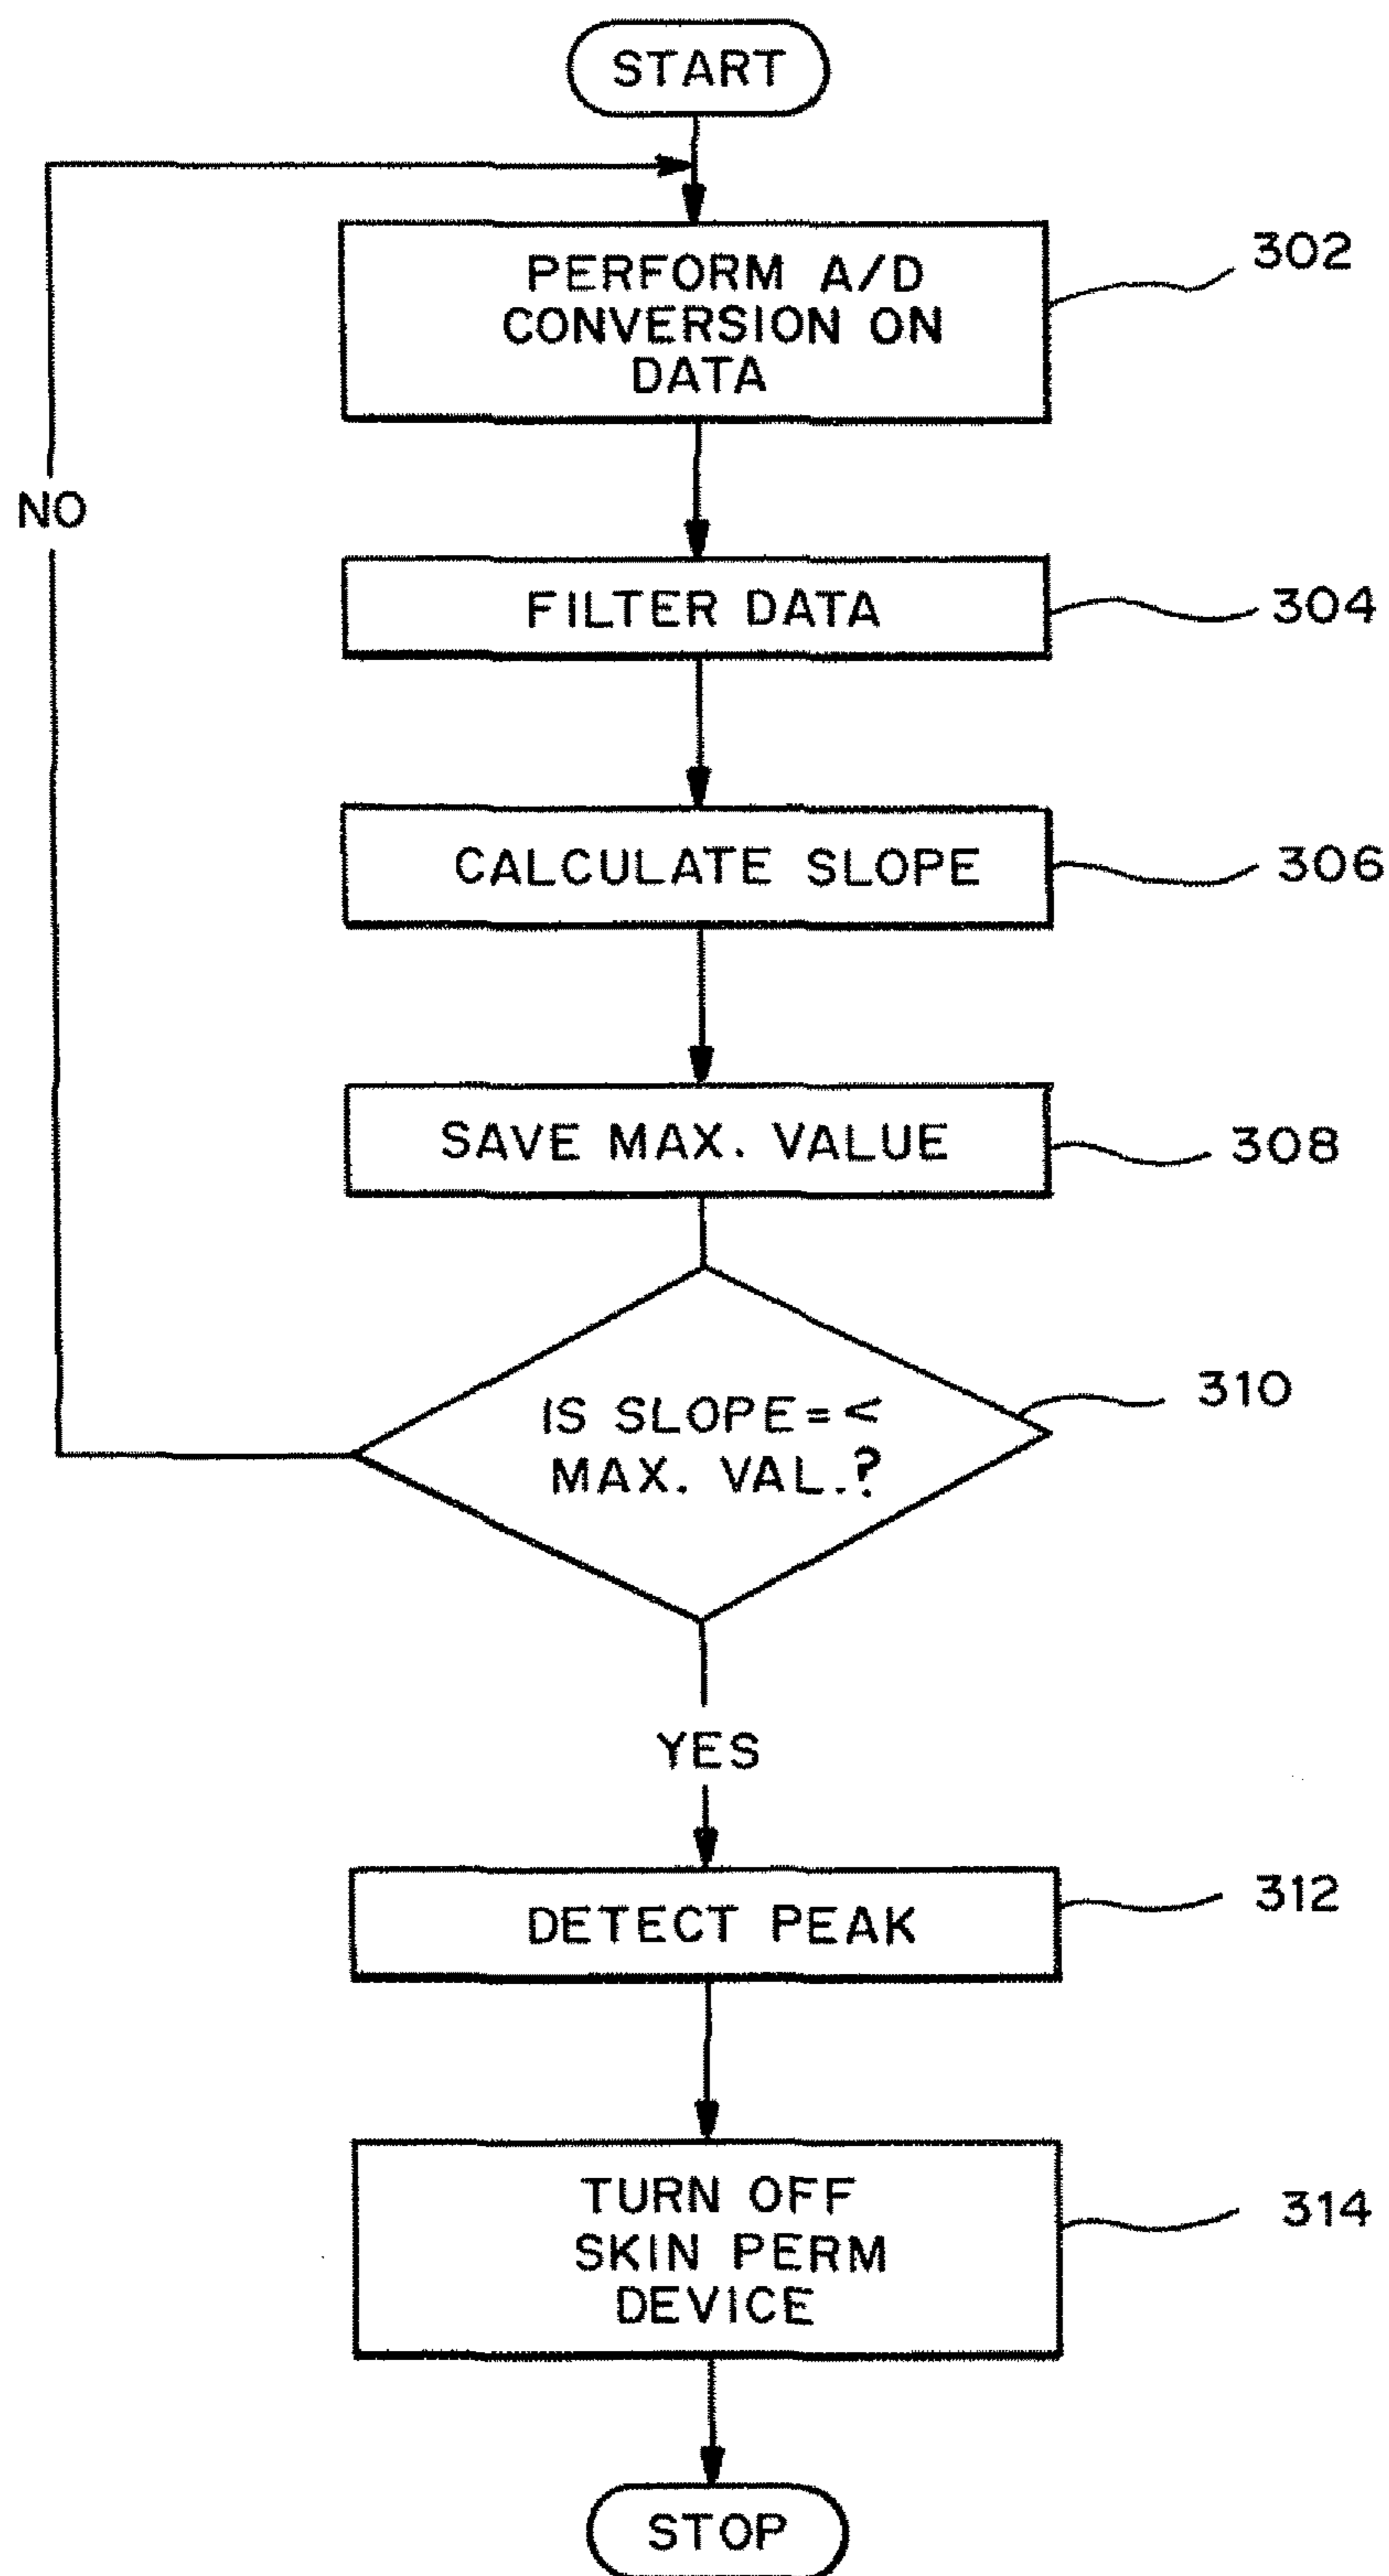 START
PERFORM A/D
CONVERSION ON
DATA
302
NO
FILTER DATA
304
CALCULATE SLOPE
306
SAVE MAX. VALUE
308
IS SLOPE=<
MAX. VAL.?
310
YES
DETECT PEAK
312
TURN OFF
SKIN PERM
DEVICE
314
STOP